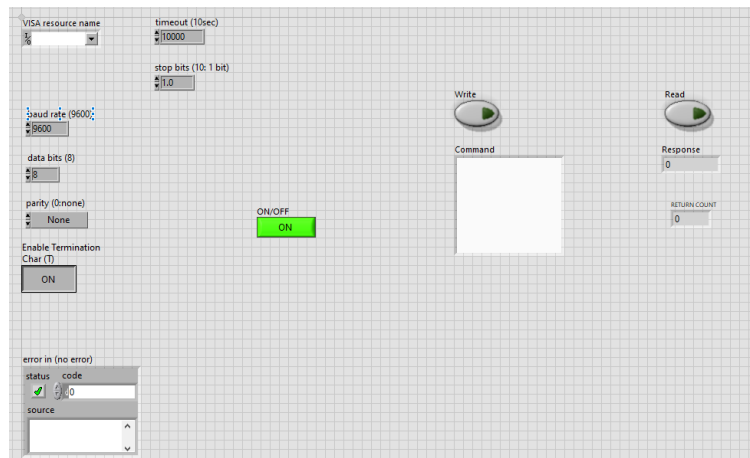 VISA resource name
timeout (10sec)
10000
stop bits (10: 1 bit)
1.0
baud rate (9600)
9600
data bits (8)
8
parity (0:none)
None
Enable Termination
Char (T)
ON
ON/OFF
ON
Write
Read
Command
Response
0
RETURN COUNT
0
error in (no error)
status
code
0
source